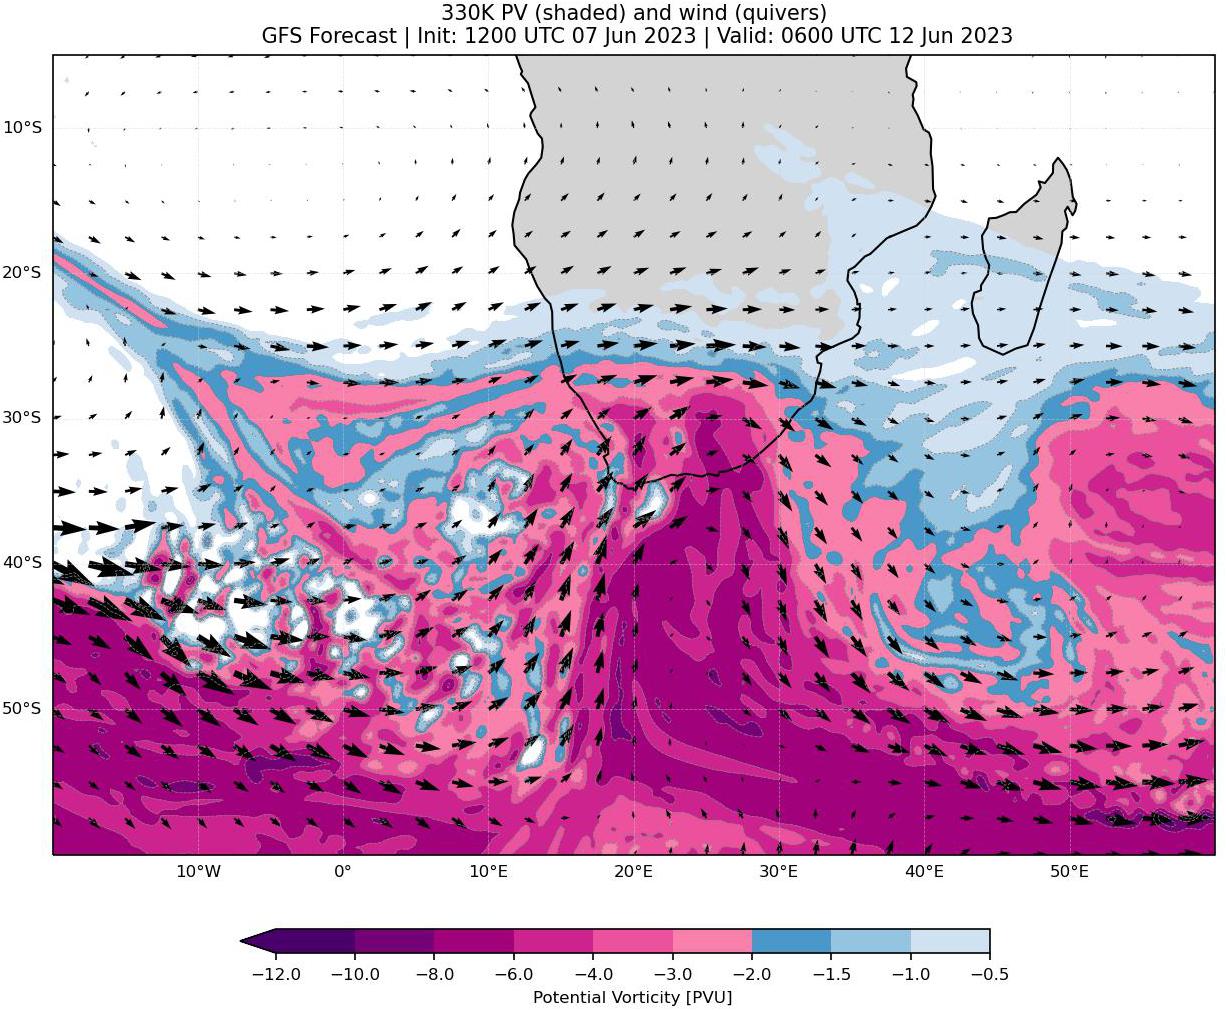 330K PV (shaded) and wind (quivers)
GFS Forecast | Init: 1200 UTC 07 Jun 2023 | Valid: 0600 UTC 12 Jun 2023
10°S
20°S
30°S
40°S
50°S
10°W 0° 10°E 20°E 30°E 40°E 50°E
−12.0 −10.0 −8.0 −6.0 −4.0 −3.0 −2.0 −1.5 −1.0 −0.5
Potential Vorticity [PVU]